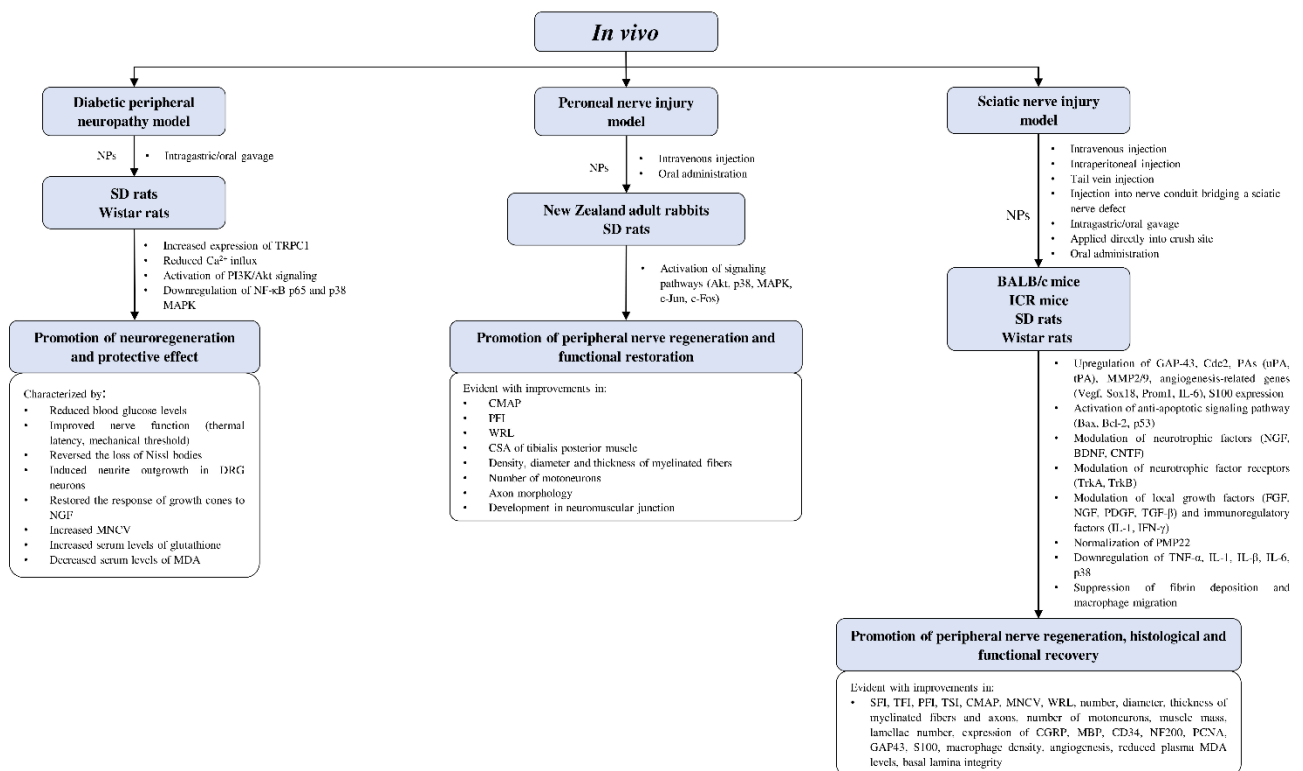 In vivo
Diabetic peripheral
neuropathy model
NPs
• Intragastric/oral gavage
SD rats
Wistar rats
• Increased expression of TRPC1
• Reduced Ca²⁺ influx
• Activation of PI3K/Akt signaling
• Downregulation of NF-κB p65 and p38
MAPK
Promotion of neuroregeneration
and protective effect
Characterized by:
• Reduced blood glucose levels
• Improved nerve function (thermal
latency, mechanical threshold)
• Reversed the loss of Nissl bodies
• Induced neurite outgrowth in DRG
neurons
• Restored the response of growth cones to
NGF
• Increased MNCV
• Increased serum levels of glutathione
• Decreased serum levels of MDA
Peroneal nerve injury
model
NPs
• Intravenous injection
• Oral administration
New Zealand adult rabbits
SD rats
• Activation of signaling
pathways (Akt, p38, MAPK,
c-Jun, c-Fos)
Promotion of peripheral nerve regeneration and
functional restoration
Evident with improvements in:
• CMAP
• PFI
• WRL
• CSA of tibialis posterior muscle
• Density, diameter and thickness of myelinated fibers
• Number of motoneurons
• Axon morphology
• Development in neuromuscular junction
Sciatic nerve injury
model
NPs
• Intravenous injection
• Intraperitoneal injection
• Tail vein injection
• Injection into nerve conduit bridging a sciatic
nerve defect
• Intragastric/oral gavage
• Applied directly into crush site
• Oral administration
BALB/c mice
ICR mice
SD rats
Wistar rats
• Upregulation of GAP-43, Cdc2, PAs (uPA,
tPA), MMP2/9, angiogenesis-related genes
(Vegf, Sox18, Prom1, IL-6), S100 expression
• Activation of anti-apoptotic signaling pathway
(Bax, Bcl-2, p53)
• Modulation of neurotrophic factors (NGF,
BDNF, CNTF)
• Modulation of neurotrophic factor receptors
(TrkA, TrkB)
• Modulation of local growth factors (FGF,
NGF, PDGF, TGF-β) and immunoregulatory
factors (IL-1, IFN-γ)
• Normalization of PMP22
• Downregulation of TNF-α, IL-1, IL-β, IL-6,
p38
• Suppression of fibrin deposition and
macrophage migration
Promotion of peripheral nerve regeneration, histological and
functional recovery
Evident with improvements in:
• SFI, TFI, PFI, TSI, CMAP, MNCV, WRL, number, diameter, thickness of
myelinated fibers and axons, number of motoneurons, muscle mass,
lamellae number, expression of CGRP, MBP, CD34, NF200, PCNA,
GAP43, S100, macrophage density, angiogenesis, reduced plasma MDA
levels, basal lamina integrity